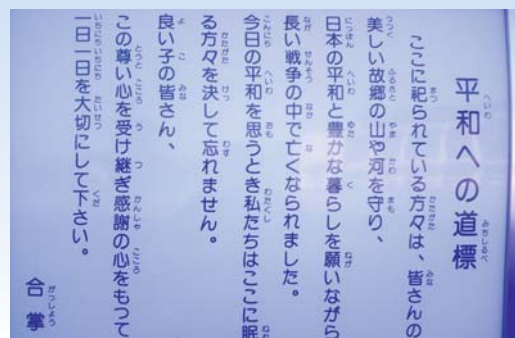 平和への道標
ここに祀られている方々は、皆さんの
美しい故郷の山や河を守り、
日本の平和と豊かな暮らしを願いながら
長い戦争の中で亡くなられました。
今日の平和を思うとき私たちはここに眠
る方々を決して忘れません。
良い子の皆さん、
この尊い心を受け継ぎ感謝の心をもつて
一日一日を大切にして下さい。
合掌